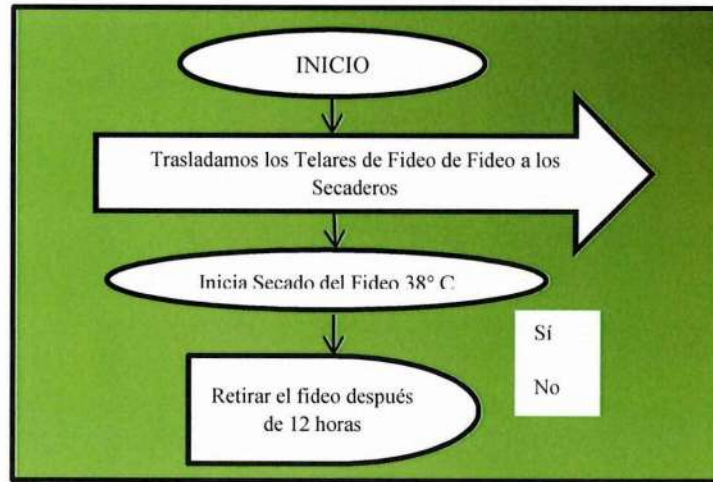 INICIO
Trasladamos los Telares de Fideo de Fideo a los
Secaderos
Inicia Secado del Fideo 38° C
Sí
No
Retirar el fideo después
de 12 horas